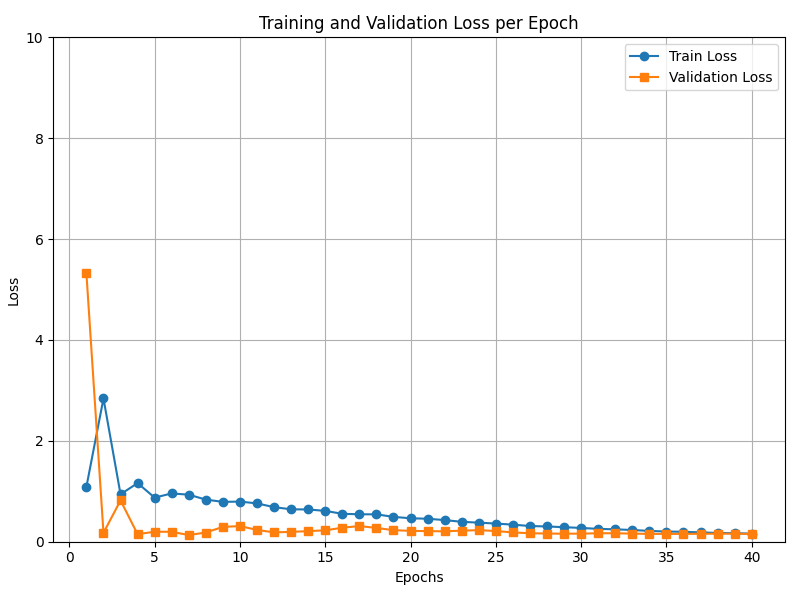 Training and Validation Loss per Epoch
Train Loss
Validation Loss
10
8
6
4
2
0
Loss
0 5 10 15 20 25 30 35 40
Epochs